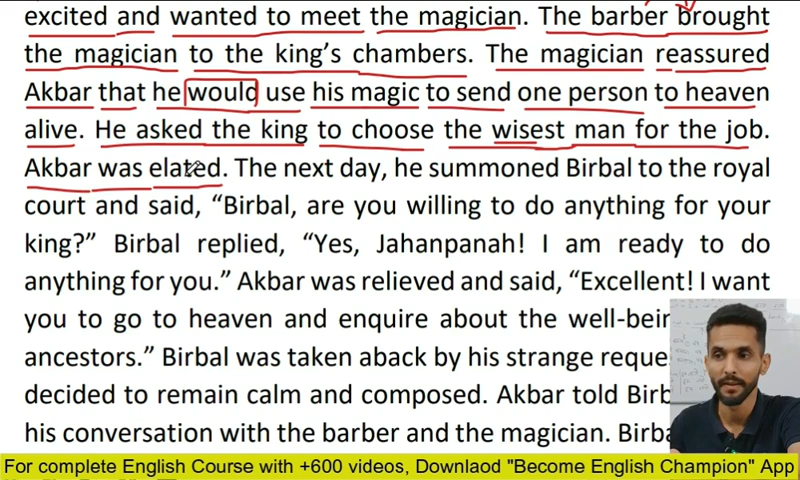 excited and wanted to meet the magician. The barber brought
the magician to the king's chambers. The magician reassured
Akbar that he would use his magic to send one person to heaven
alive. He asked the king to choose the wisest man for the job.
Akbar was elated. The next day, he summoned Birbal to the royal
court and said, “Birbal, are you willing to do anything for your
king?” Birbal replied, “Yes, Jahanpanah! I am ready to do
anything for you.” Akbar was relieved and said, “Excellent! I want
you to go to heaven and enquire about the
ancestors.” Birbal was taken aback by his strange
decided to remain calm and composed. Akbar told
his conversation with the barber and the magician.
For complete English Course with +600 videos, Downlaod "Become English Champion" App